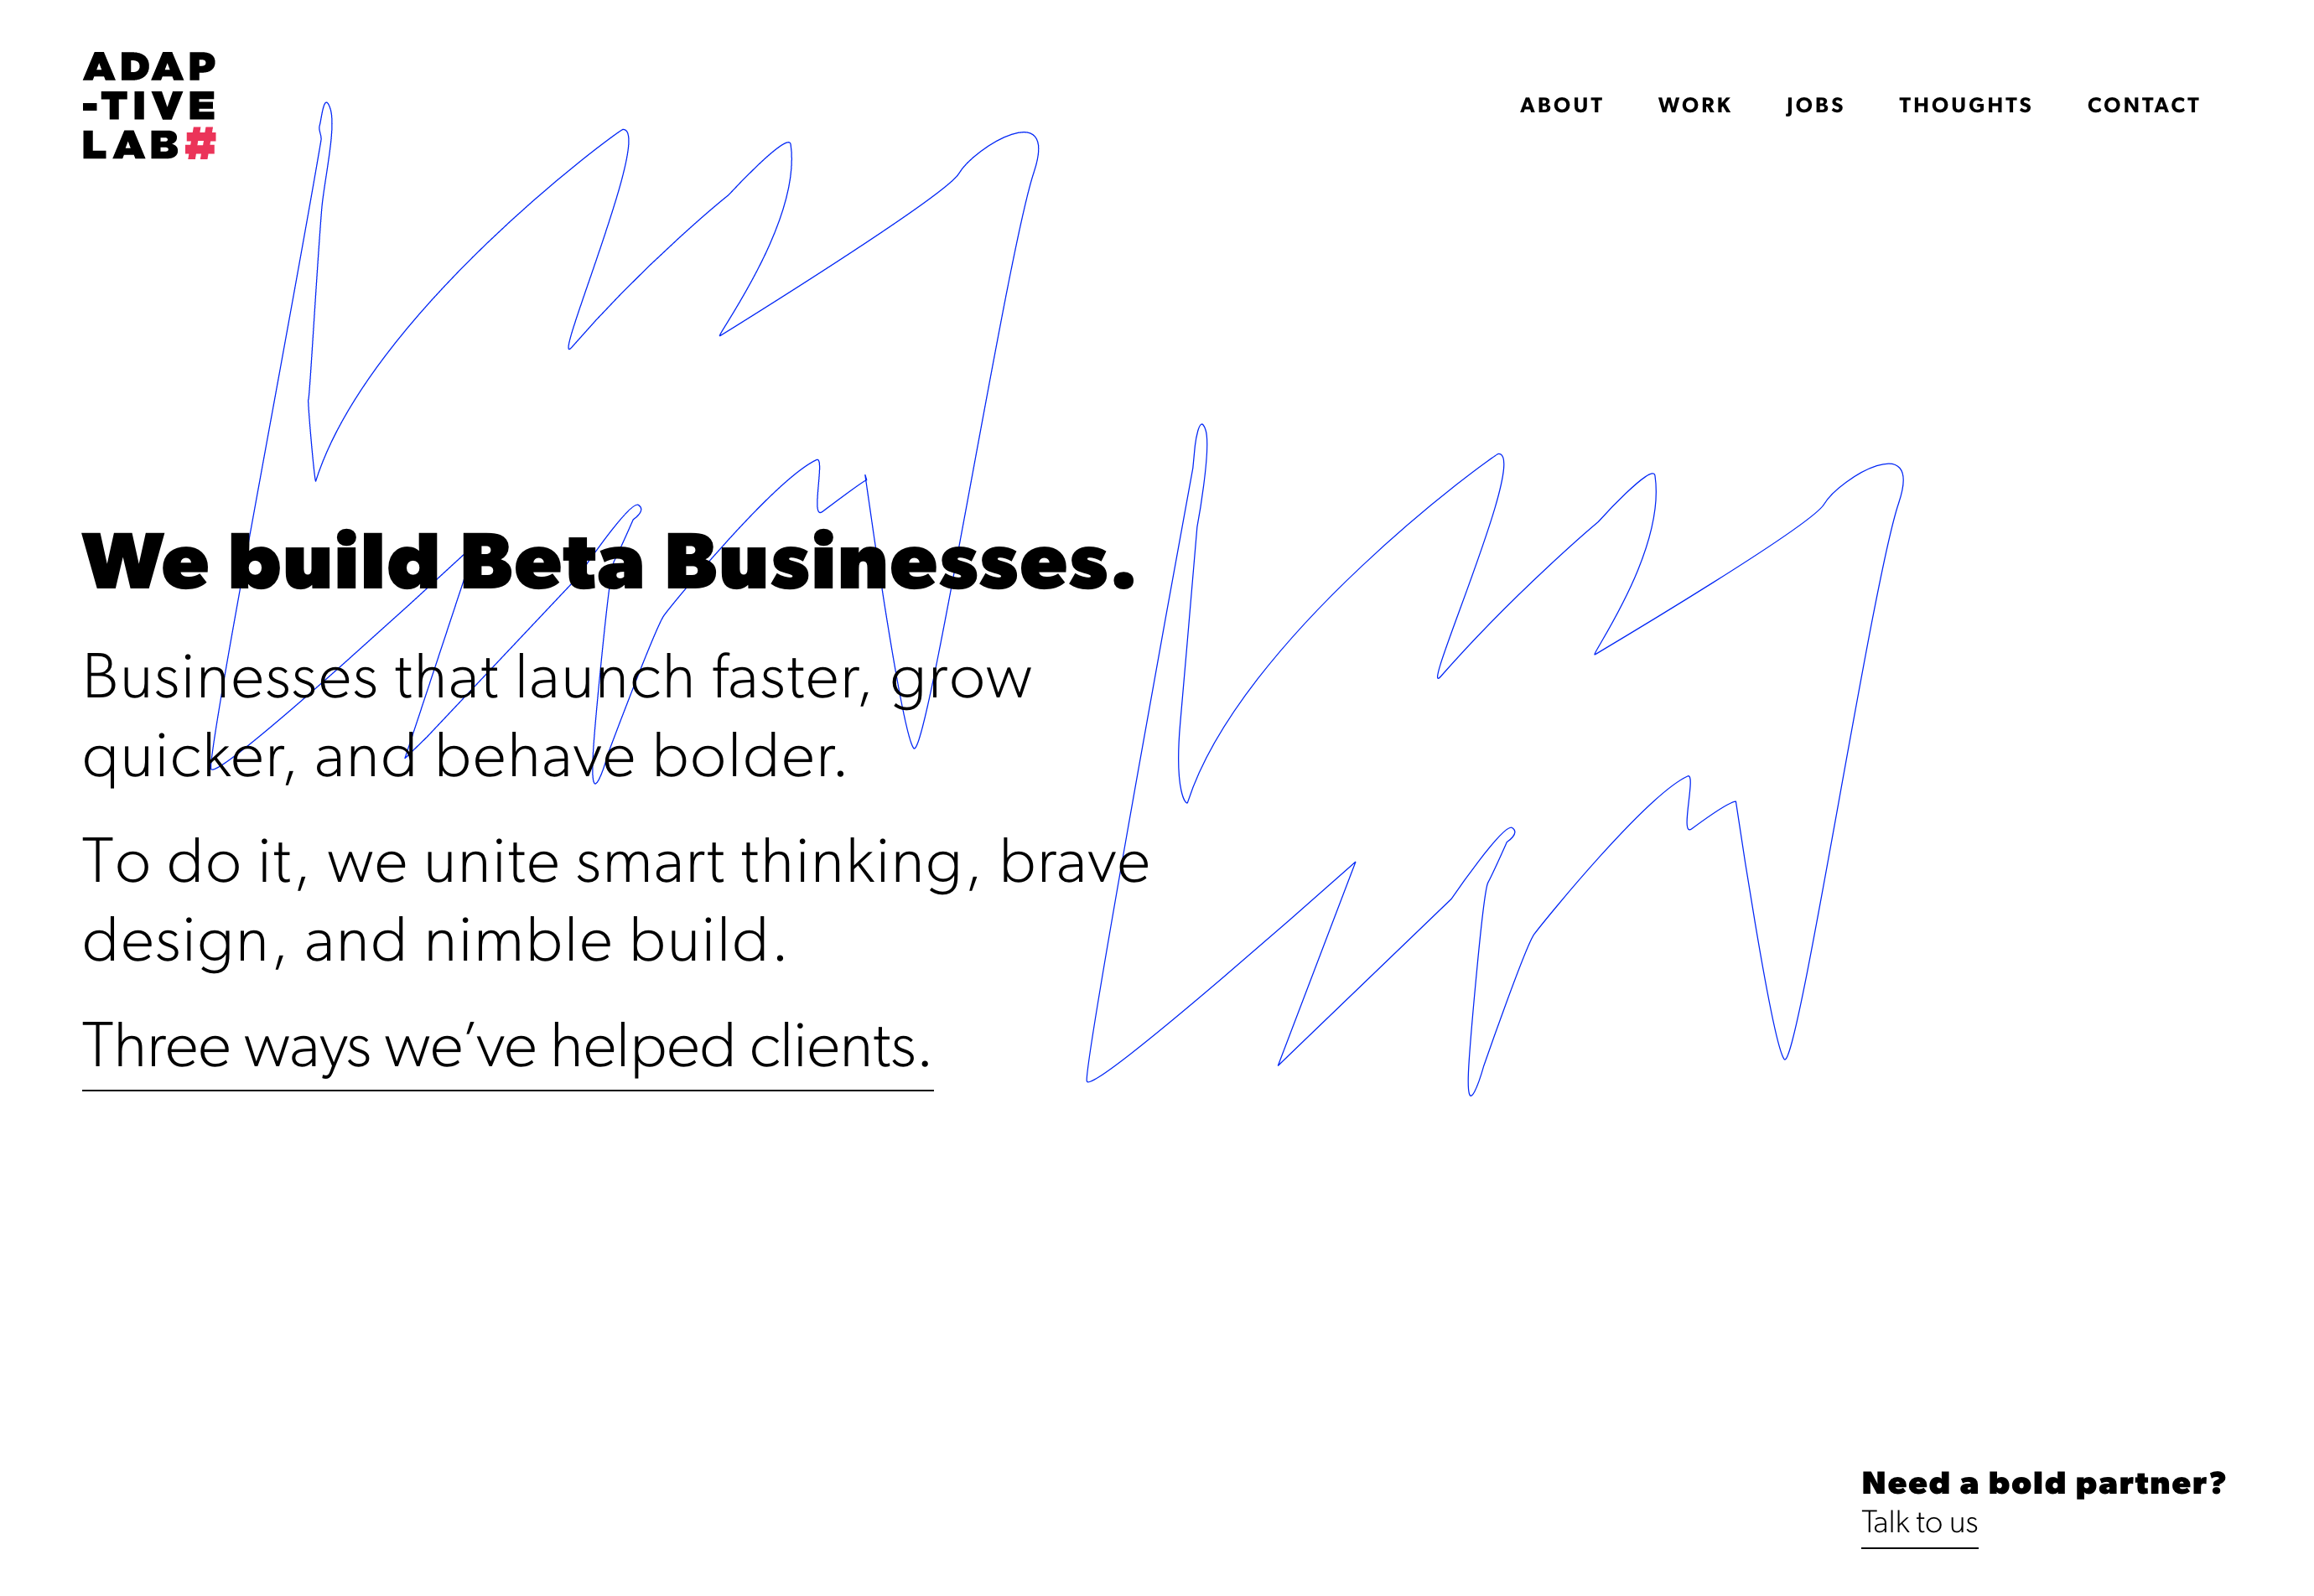 ADAP
-TIVE
LAB#
ABOUT WORK JOBS THOUGHTS CONTACT
We build Beta Businesses.
Businesses that launch faster, grow
quicker, and behave bolder.
To do it, we unite smart thinking, brave
design, and nimble build.
Three ways we’ve helped clients.
Need a bold partner?
Talk to us